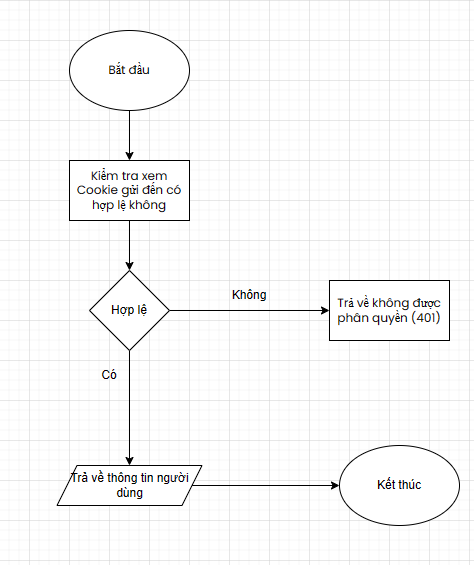 Bắt đầu
Kiểm tra xem
Cookie gửi đến có
hợp lệ không
Hợp lệ
Không
Trả về không được
phân quyền (401)
Có
Trả về thông tin người
dùng
Kết thúc